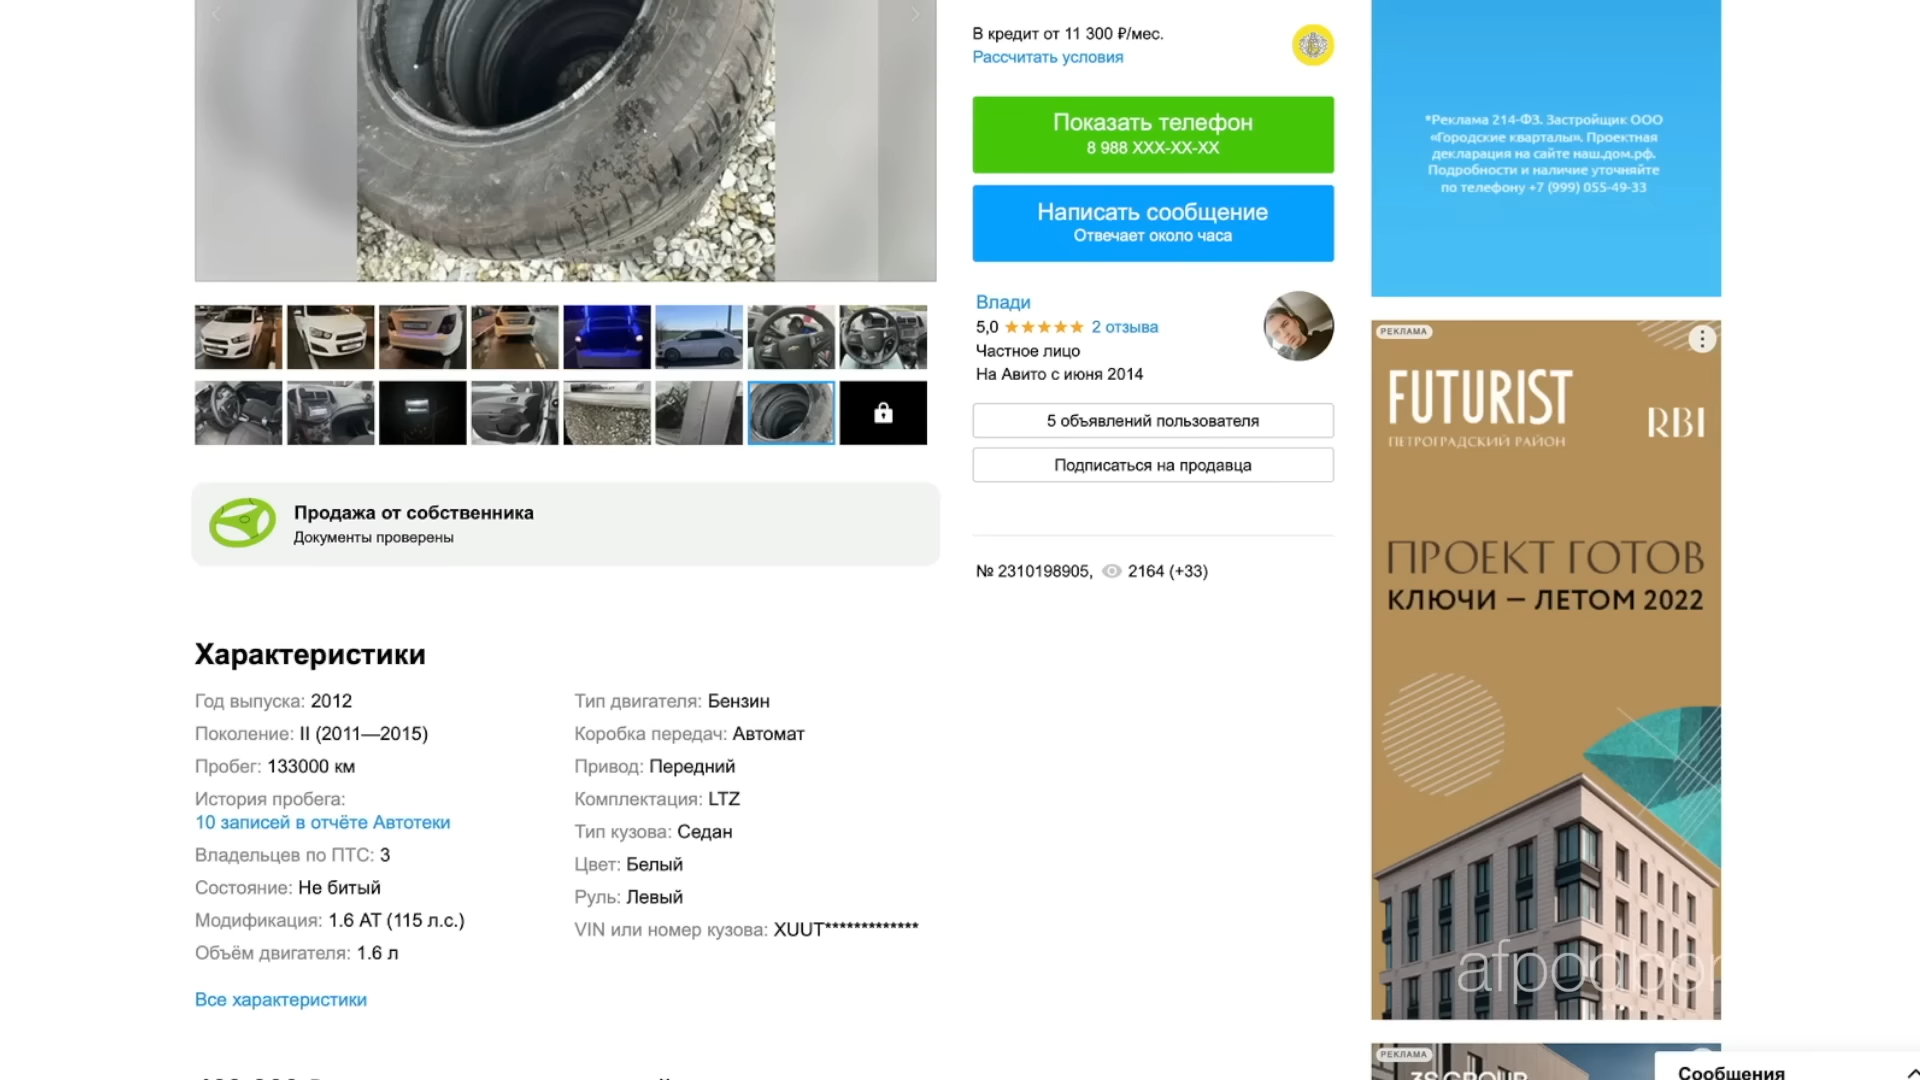 В кредит от 11 300 ₽/мес.
Рассчитать условия
Показать телефон
8 988 XXX-XX-XX
Написать сообщение
Отвечает около часа
Влади
5,0 2 отзыва
Частное лицо
На Авито с июня 2014
5 объявлений пользователя
Подписаться на продавца
№ 2310198905, 2164 (+33)
Продажа от собственника
Документы проверены
Характеристики
Год выпуска: 2012
Поколение: II (2011—2015)
Пробег: 133000 км
История пробега:
10 записей в отчёте Автотеки
Владельцев по ПТС: 3
Состояние: Не битый
Модификация: 1.6 AT (115 л.с.)
Объём двигателя: 1.6 л
Все характеристики
Тип двигателя: Бензин
Коробка передач: Автомат
Привод: Передний
Комплектация: LTZ
Тип кузова: Седан
Цвет: Белый
Руль: Левый
VIN или номер кузова: XUUT*************
*Реклама 214-ФЗ. Застройщик ООО
«Городские кварталы». Проектная
декларация на сайте наш.дом.рф.
Подробности и наличие уточняйте
по телефону +7 (999) 055-49-33
РЕКЛАМА
FUTURIST
ПЕТРОГРАДСКИЙ РАЙОН
RBI
ПРОЕКТ ГОТОВ
КЛЮЧИ — ЛЕТОМ 2022
afpodbor
РЕКЛАМА
Сообщения